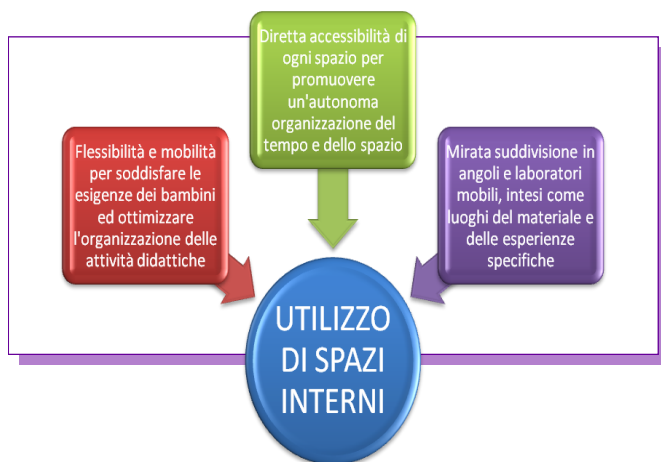 Diretta accessibilità di
ogni spazio per
promuovere
un'autonoma
organizzazione del
tempo e dello spazio
Flessibilità e mobilità
per soddisfare le
esigenze dei bambini
ed ottimizzare
l'organizzazione delle
attività didattiche
Mirata suddivisione in
angoli e laboratori
mobili, intesi come
luoghi del materiale e
delle esperienze
specifiche
UTILIZZO
DI SPAZI
INTERNI